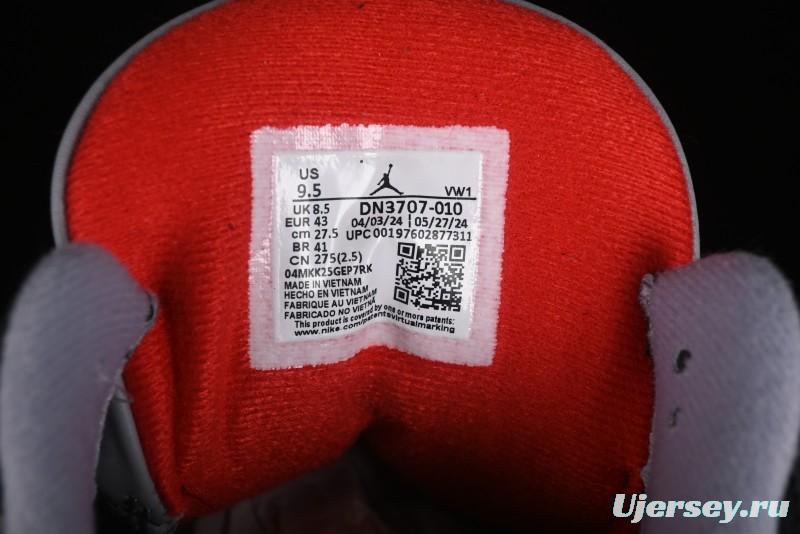 US
9.5
VW1
UK 8.5 DN3707-010
EUR 43 04/03/24 | 05/27/24
cm 27.5 UPC 00197602877311
BR 41
CN 275(2.5)
04MKK25GEP7RK
MADE IN VIETNAM
HECHO EN VIETNAM
FABRIQUE AU VIETNAM
FABRICADO NO VIETNÃ
This product is covered by one or more patents:
www.nike.com/patentsvirtualmarking
Ujersey.ru